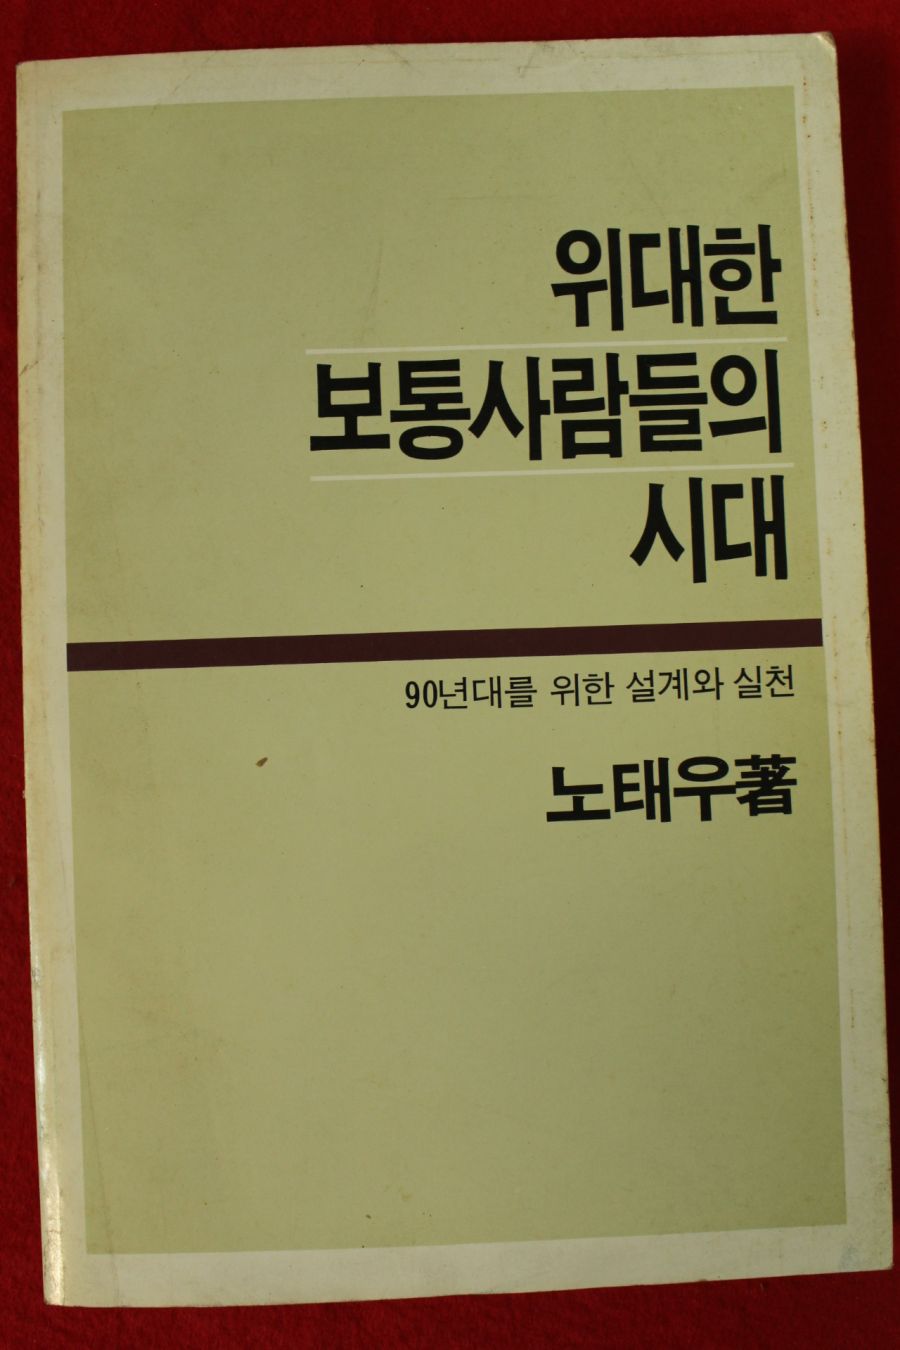 위대한
보통사람들의
시대
90년대를 위한 설계와 실천
노태우著